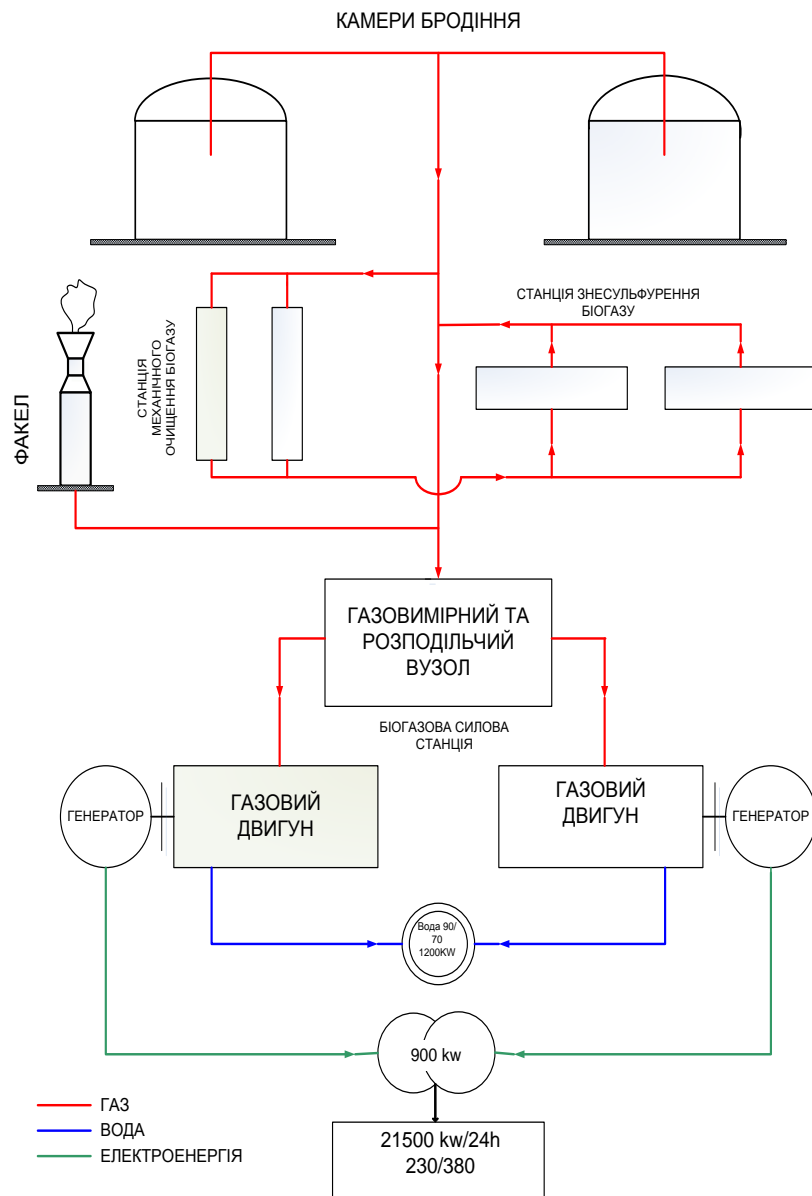 КАМЕРИ БРОДІННЯ
СТАНЦІЯ ЗНЕСУЛЬФУРЕННЯ
БІОГАЗУ
СТАНЦІЯ
МЕХАНІЧНОГО
ОЧИЩЕННЯ БІОГАЗУ
ФАКЕЛ
ГАЗОВИМІРНИЙ ТА
РОЗПОДІЛЬЧИЙ
ВУЗОЛ
БІОГАЗОВА СИЛОВА
СТАНЦІЯ
ГЕНЕРАТОР
ГАЗОВИЙ
ДВИГУН
ГАЗОВИЙ
ДВИГУН
ГЕНЕРАТОР
Вода 90/
70
1200KW
900 kw
ГАЗ
ВОДА
ЕЛЕКТРОЕНЕРГІЯ
21500 kw/24h
230/380